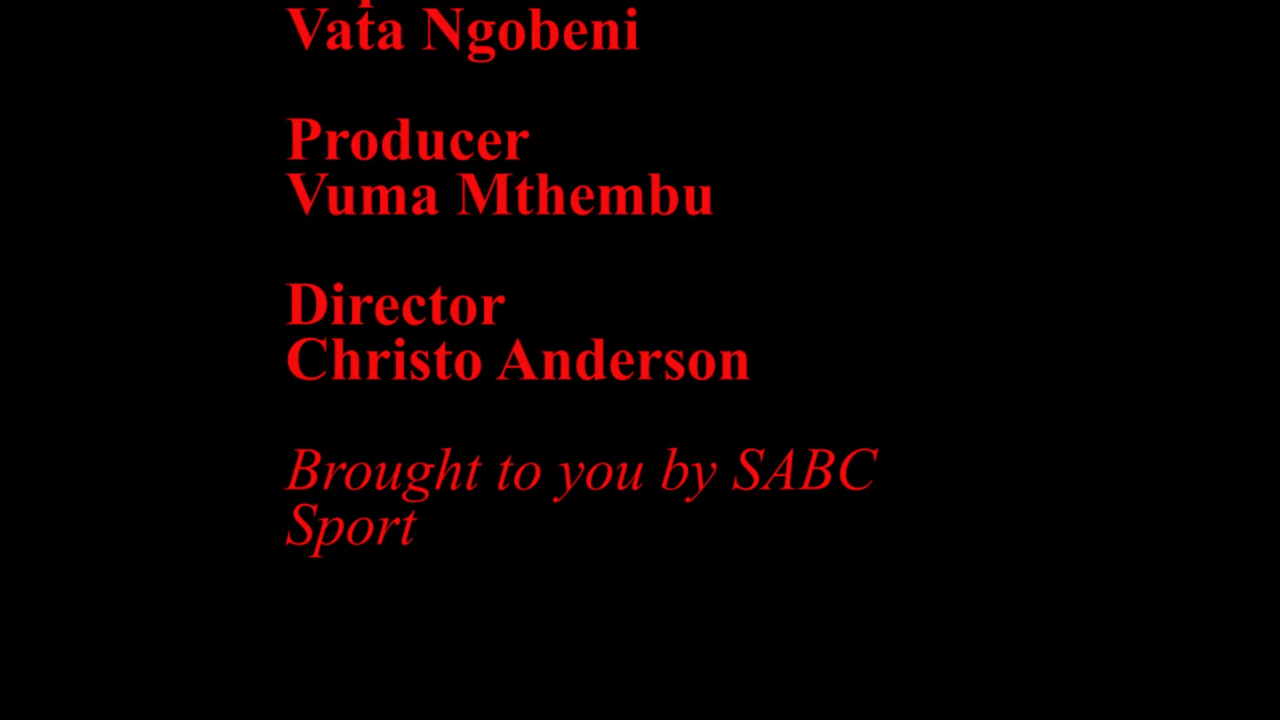 Vata Ngobeni
Producer
Vuma Mthembu
Director
Christo Anderson
Brought to you by SABC
Sport